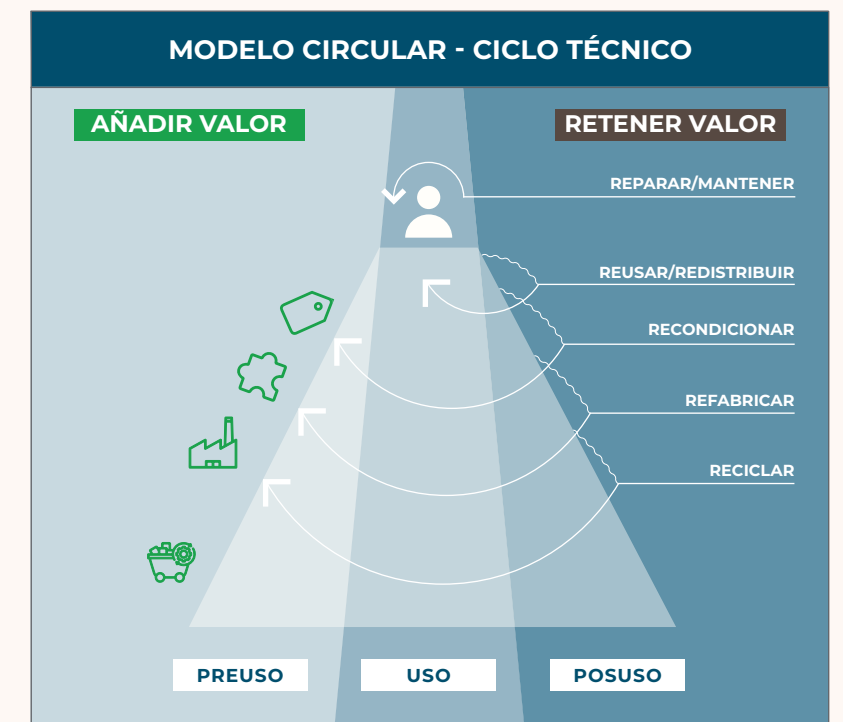 MODELO CIRCULAR - CICLO TÉCNICO
AÑADIR VALOR
RETENER VALOR
REPARAR/MANTENER
REUSAR/REDISTRIBUIR
RECONDICIONAR
REFABRICAR
RECICLAR
PREUSO
USO
POSUSO